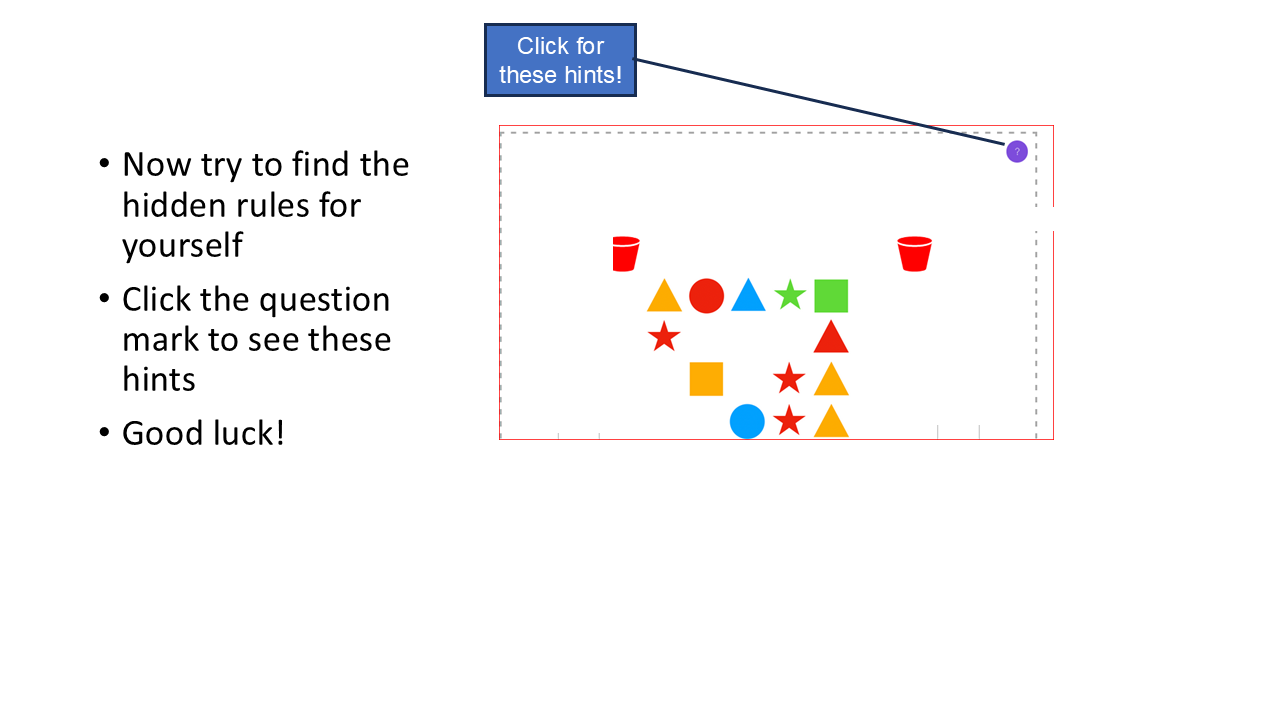 Click for
these hints!
?
• Now try to find the
hidden rules for
yourself
• Click the question
mark to see these
hints
• Good luck!